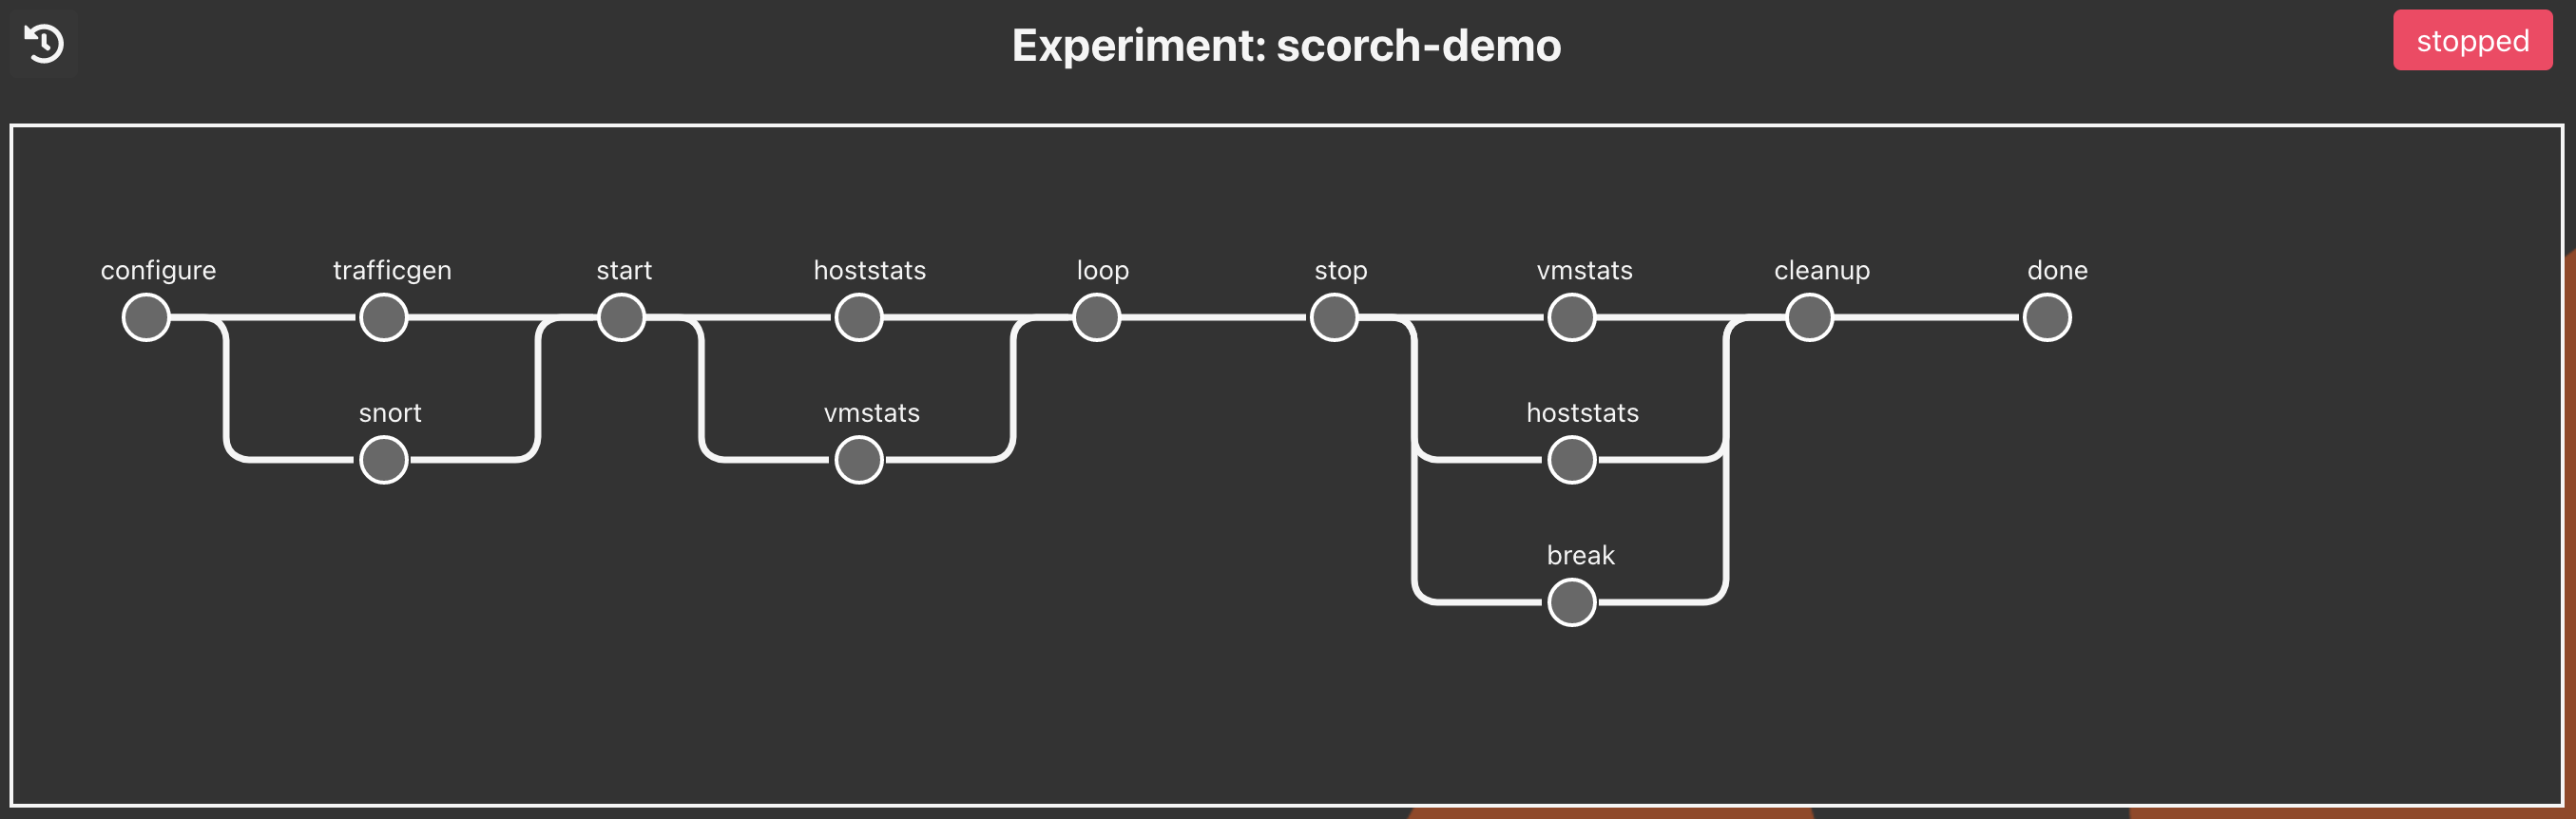 Experiment: scorch-demo
stopped
configure
trafficgen
start
hoststats
loop
stop
vmstats
cleanup
done
snort
vmstats
hoststats
break